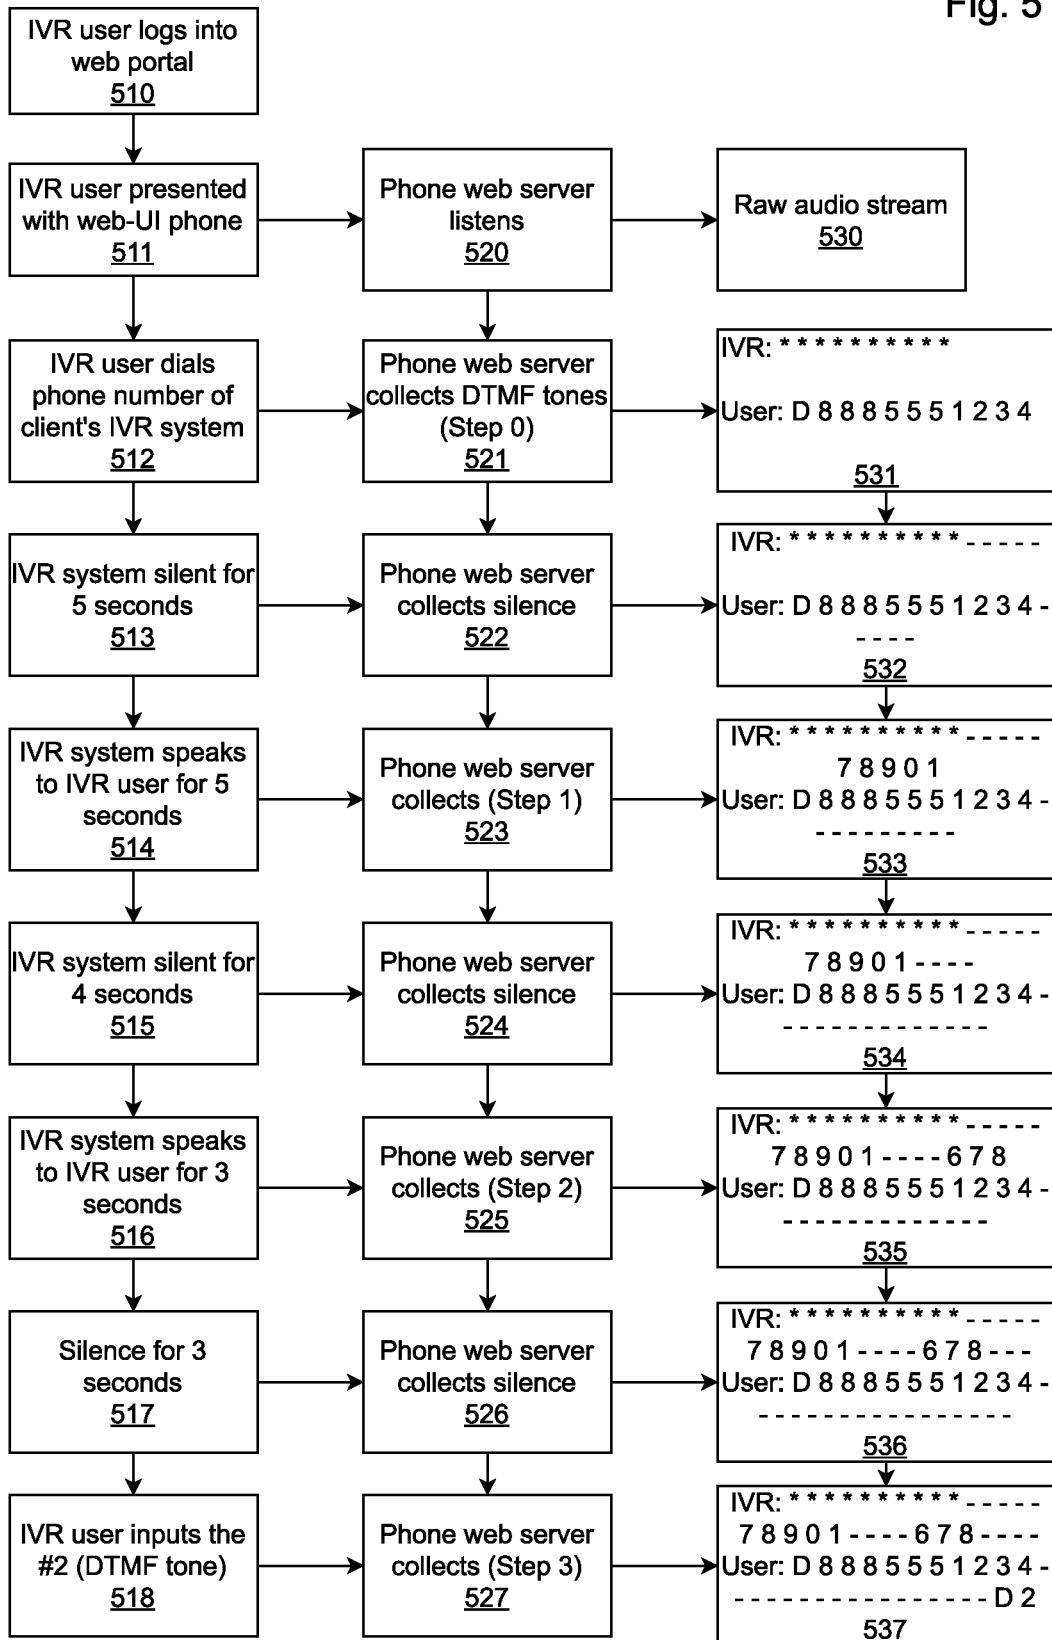 Fig. 5
IVR user logs into
web portal
510
IVR user presented
with web-UI phone
511
Phone web server
listens
520
Raw audio stream
530
IVR user dials
phone number of
client's IVR system
512
Phone web server
collects DTMF tones
(Step 0)
521
IVR: * * * * * * * * * *
User: D 8 8 8 5 5 5 1 2 3 4
531
IVR system silent for
5 seconds
513
Phone web server
collects silence
522
IVR: * * * * * * * * * * - - - - -
User: D 8 8 8 5 5 5 1 2 3 4 -
- - - -
532
IVR system speaks
to IVR user for 5
seconds
514
Phone web server
collects (Step 1)
523
IVR: * * * * * * * * * * - - - - -
7 8 9 0 1
User: D 8 8 8 5 5 5 1 2 3 4 -
- - - - - - - - -
533
IVR system silent for
4 seconds
515
Phone web server
collects silence
524
IVR: * * * * * * * * * * - - - - -
7 8 9 0 1 - - - -
User: D 8 8 8 5 5 5 1 2 3 4 -
- - - - - - - - - - - - -
534
IVR system speaks
to IVR user for 3
seconds
516
Phone web server
collects (Step 2)
525
IVR: * * * * * * * * * * - - - - -
7 8 9 0 1 - - - - 6 7 8
User: D 8 8 8 5 5 5 1 2 3 4 -
- - - - - - - - - - - - -
535
Silence for 3
seconds
517
Phone web server
collects silence
526
IVR: * * * * * * * * * * - - - - -
7 8 9 0 1 - - - - 6 7 8 - - -
User: D 8 8 8 5 5 5 1 2 3 4 -
- - - - - - - - - - - - - - - -
536
IVR user inputs the
#2 (DTMF tone)
518
Phone web server
collects (Step 3)
527
IVR: * * * * * * * * * * - - - - -
7 8 9 0 1 - - - - 6 7 8 - - - -
User: D 8 8 8 5 5 5 1 2 3 4 -
- - - - - - - - - - - - - - - - D 2
537